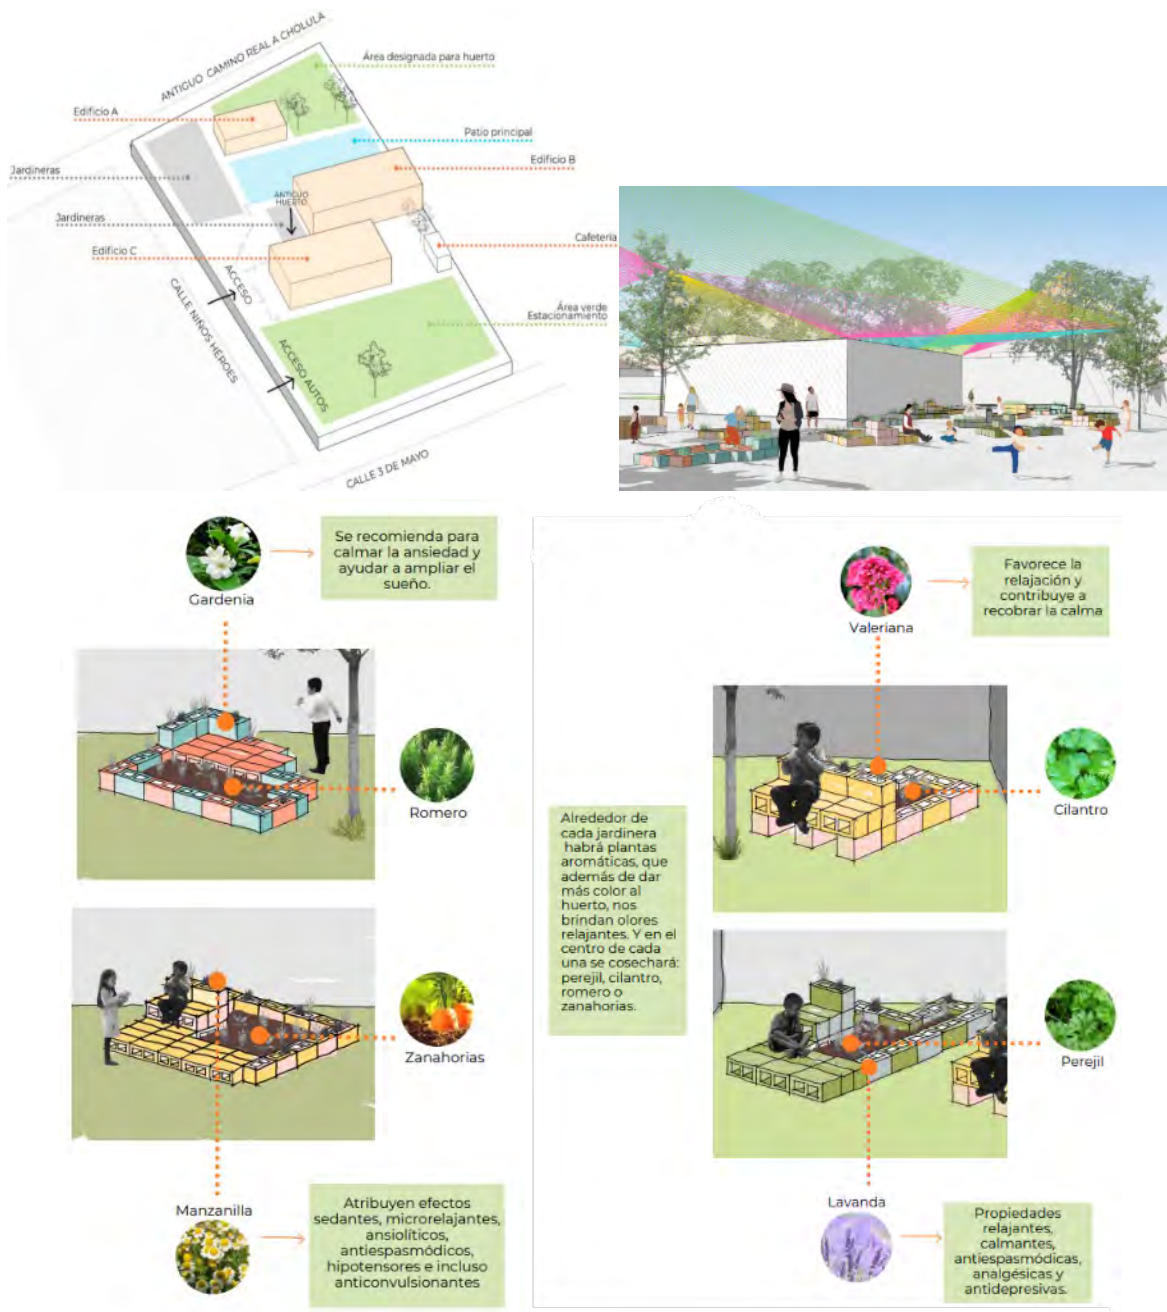 ANTIGUO CAMINO REAL A CHOLULA
Área designada para huerto
Edificio A
Patio principal
Edificio B
Jardineras
ANTIGUO
HUERTO
Jardineras
Cafetería
Edificio C
ACCESO
CALLE NIÑOS HÉROES
Área verde
Estacionamiento
ACCESO AUTOS
CALLE 3 DE MAYO
Gardenia
Se recomienda para
calmar la ansiedad y
ayudar a ampliar el
sueño.
Romero
Zanahorias
Manzanilla
Atribuyen efectos
sedantes, microrelajantes,
ansiolíticos,
antiespasmódicos,
hipotensores e incluso
anticonvulsionantes
Valeriana
Favorece la
relajación y
contribuye a
recobrar la calma
Cilantro
Alrededor de
cada jardinera
habrá plantas
aromáticas, que
además de dar
más color al
huerto, nos
brindan olores
relajantes. Y en el
centro de cada
una se cosechará:
perejil, cilantro,
romero o
zanahorias.
Perejil
Lavanda
Propiedades
relajantes,
calmantes,
antiespasmódicas,
analgésicas y
antidepresivas.